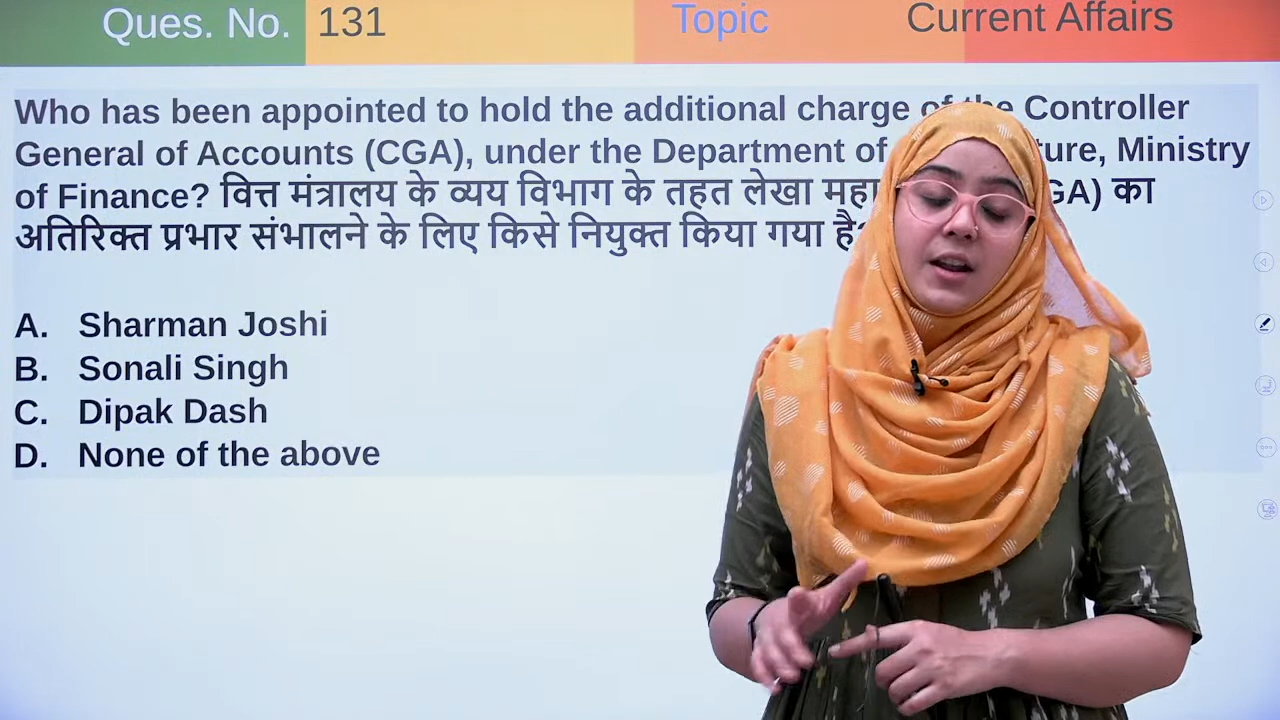 Ques. No. 131 Topic Current Affairs
Who has been appointed to hold the additional charge of the Controller
General of Accounts (CGA), under the Department of ture, Ministry
of Finance? वित्त मंत्रालय के व्यय विभाग के तहत लेखा महा GA) का
अतिरिक्त प्रभार संभालने के लिए किसे नियुक्त किया गया है?
A. Sharman Joshi
B. Sonali Singh
C. Dipak Dash
D. None of the above